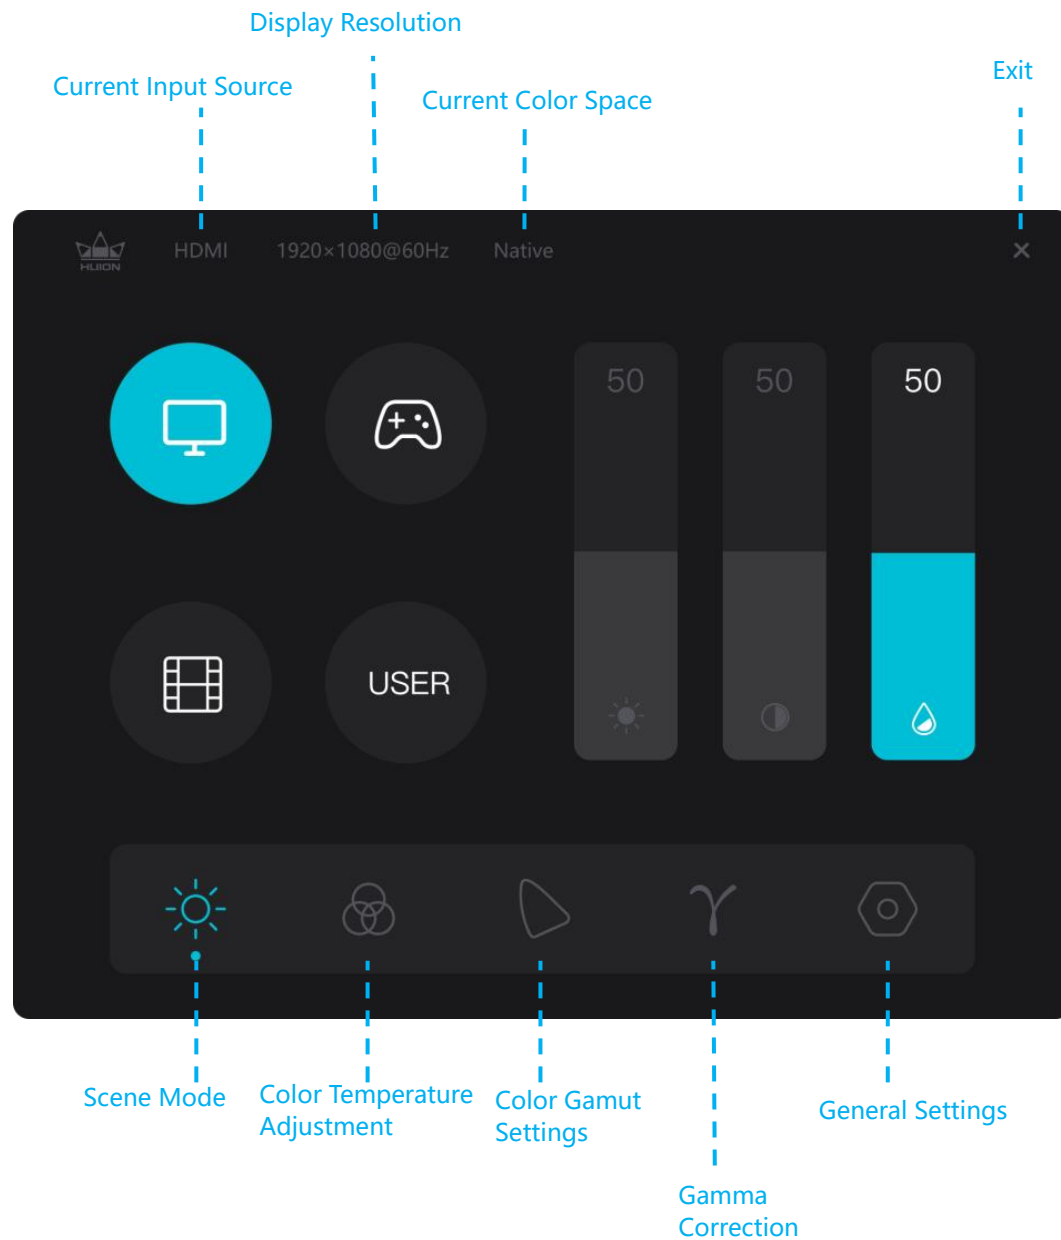 Display Resolution
Current Input Source
Exit
Current Color Space
HUION
HDMI
1920×1080@60Hz
Native
50
50
50
USER
Scene Mode
Color Temperature
Adjustment
Color Gamut
Settings
General Settings
Gamma
Correction